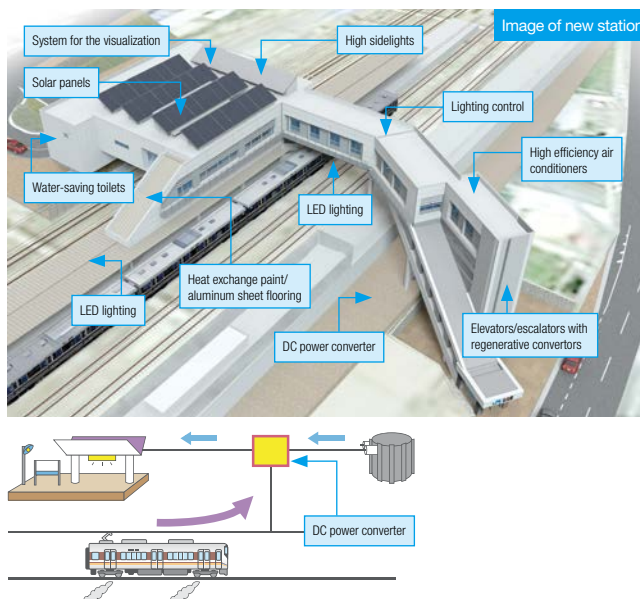 Image of new station
System for the visualization
High sidelights
Solar panels
Lighting control
High efficiency air
conditioners
Water-saving toilets
LED lighting
Heat exchange paint/
aluminum sheet flooring
LED lighting
DC power converter
Elevators/escalators with
regenerative convertors
DC power converter